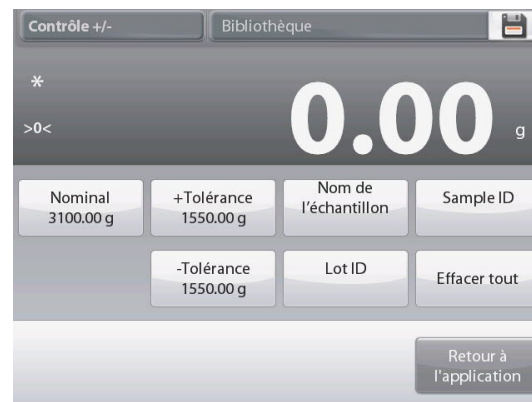 Contrôle +/-
Bibliothèque
*
>0<
0.00 g
Nominal
3100.00 g
+Tolérance
1550.00 g
Nom de
l'échantillon
Sample ID
-Tolérance
1550.00 g
Lot ID
Effacer tout
Retour à
l'application